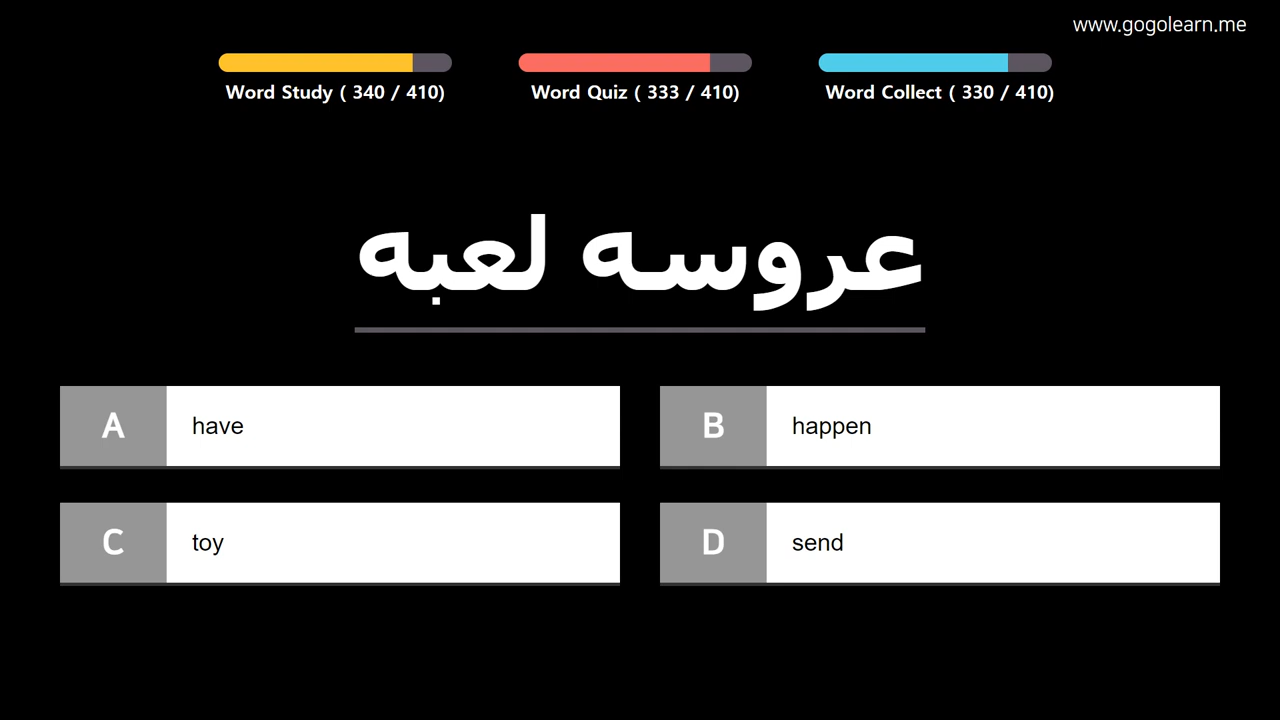 www.gogolearn.me
Word Study ( 340 / 410)
Word Quiz ( 333 / 410)
Word Collect ( 330 / 410)
عروسه لعبه
A have
B happen
C toy
D send